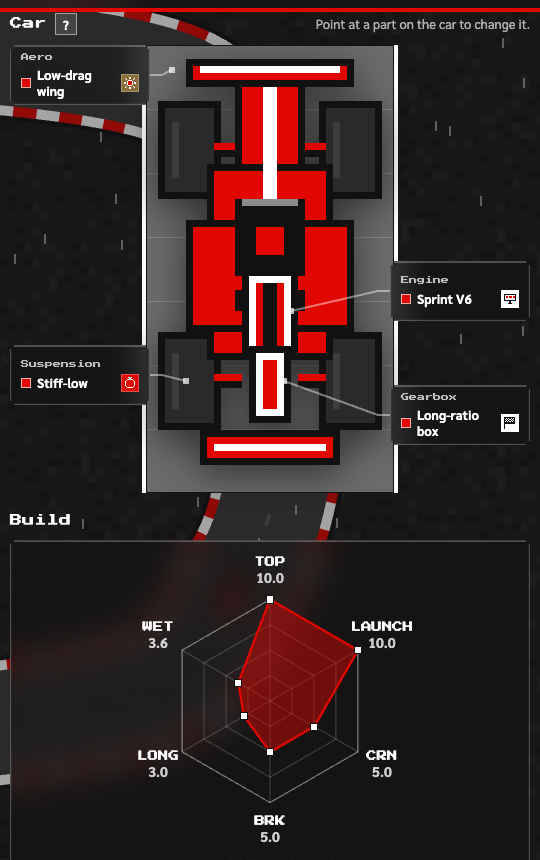 Car ?
Point at a part on the car to change it.
Aero
Low-drag
wing
Engine
Sprint V6
Suspension
Stiff-low
Gearbox
Long-ratio
box
Build
TOP
10.0
WET
3.6
LAUNCH
10.0
LONG
3.0
CRN
5.0
BRK
5.0